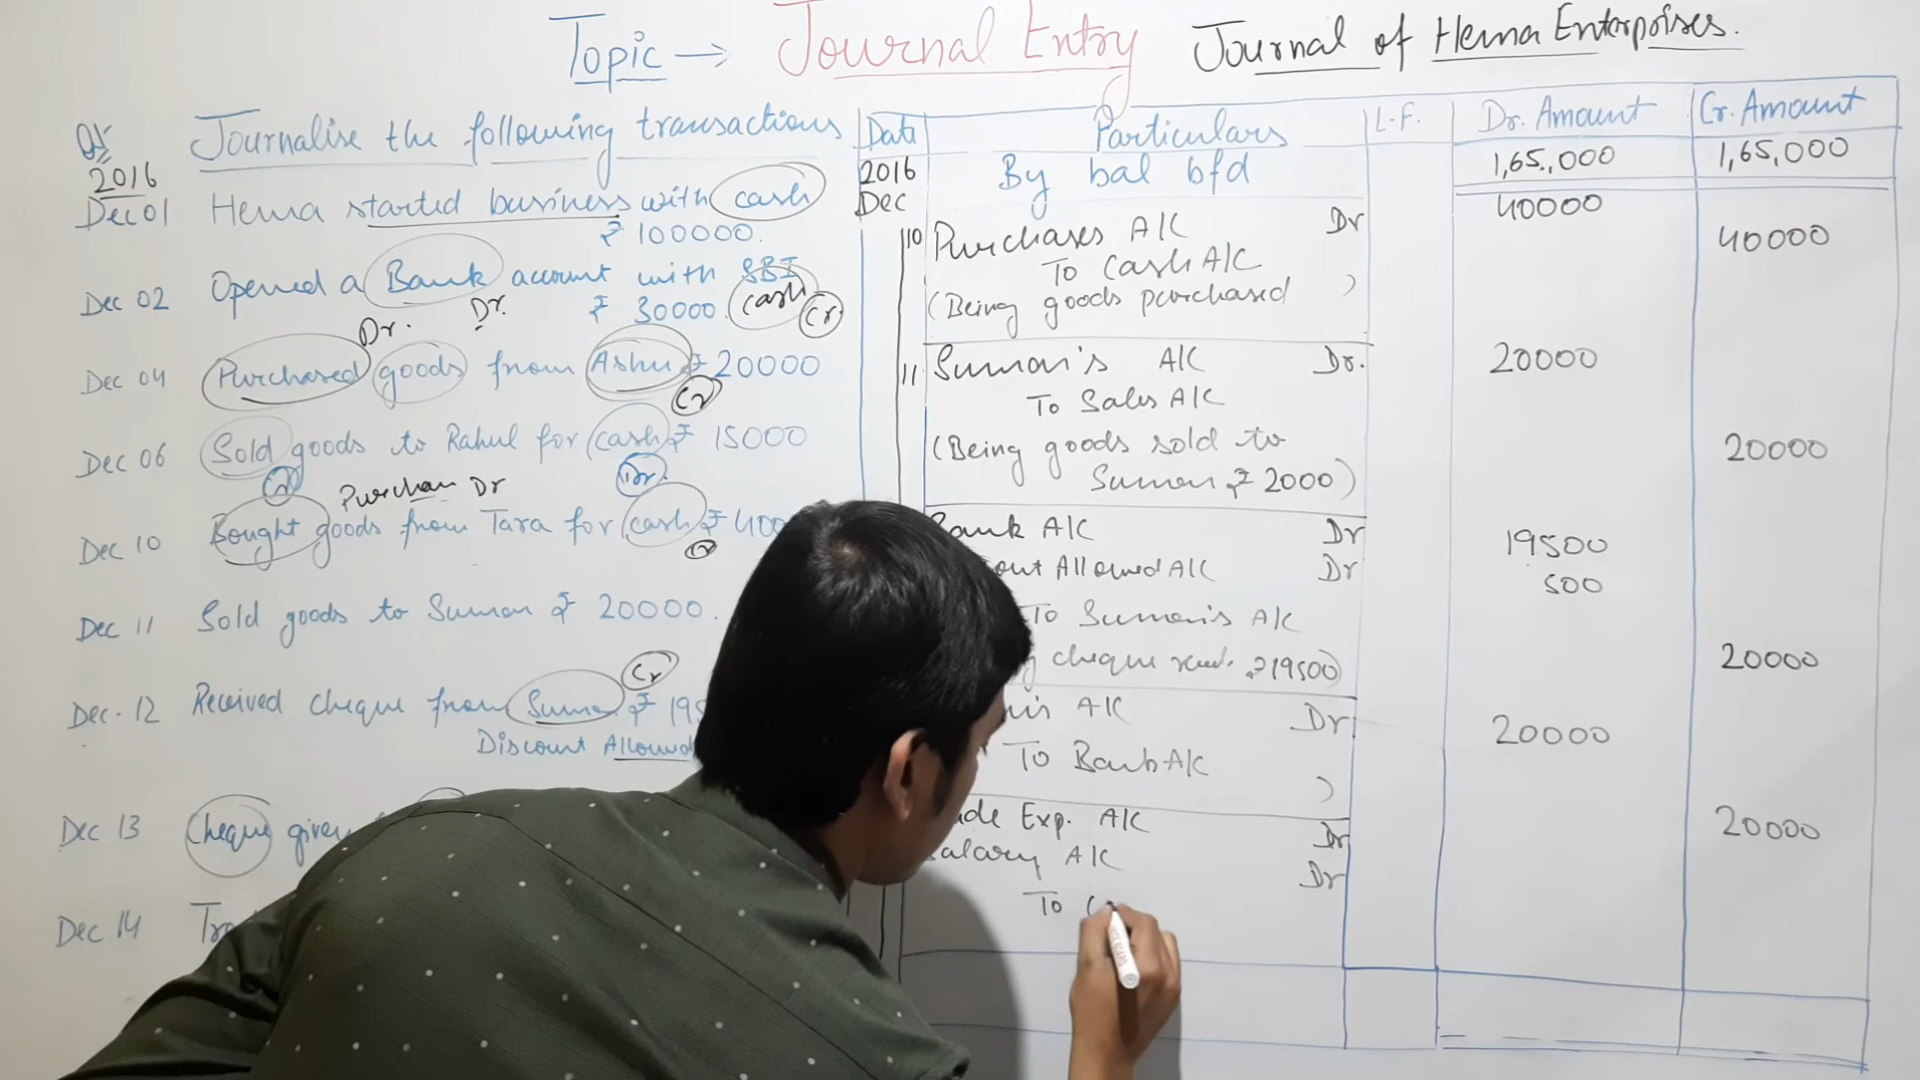 Topic → Journal Entry Journal of Hema Enterprises.
Q1 Journalise the following transactions
2016
Dec 01 Hema started business with cash
₹ 100000.
Dec 02 Opened a Bank account with SBI
₹ 30000. cash Cr.
Dr. Dr.
Dec 04 Purchased goods from Ashu ₹ 20000
Cr
Dec 06 Sold goods to Rahul for cash ₹ 15000
Cr Purchase Dr Dr.
Dec 10 Bought goods from Tara for cash ₹
Cr
Dec 11 Sold goods to Suman ₹ 20000.
Cr
Dec. 12 Received cheque from Suman ₹
Discount Allowed
Dec 13 Cheque given
Dec 14
Date Particulars L.F. Dr. Amount Cr. Amount
2016 By bal bfd 1,65,000 1,65,000
Dec
10 Purchases A/C Dr 40000
To Cash A/C 40000
(Being goods purchased )
11 Suman's A/C Dr. 20000
To Sales A/C
(Being goods sold to 20000
Suman ₹ 2000)
Bank A/C Dr 19500
Allowed A/C Dr 500
To Suman's A/C
cheque recd. ₹19500) 20000
A/C Dr. 20000
To Bank A/C
)
Exp. A/C Dr 20000
Salary A/C Dr
To